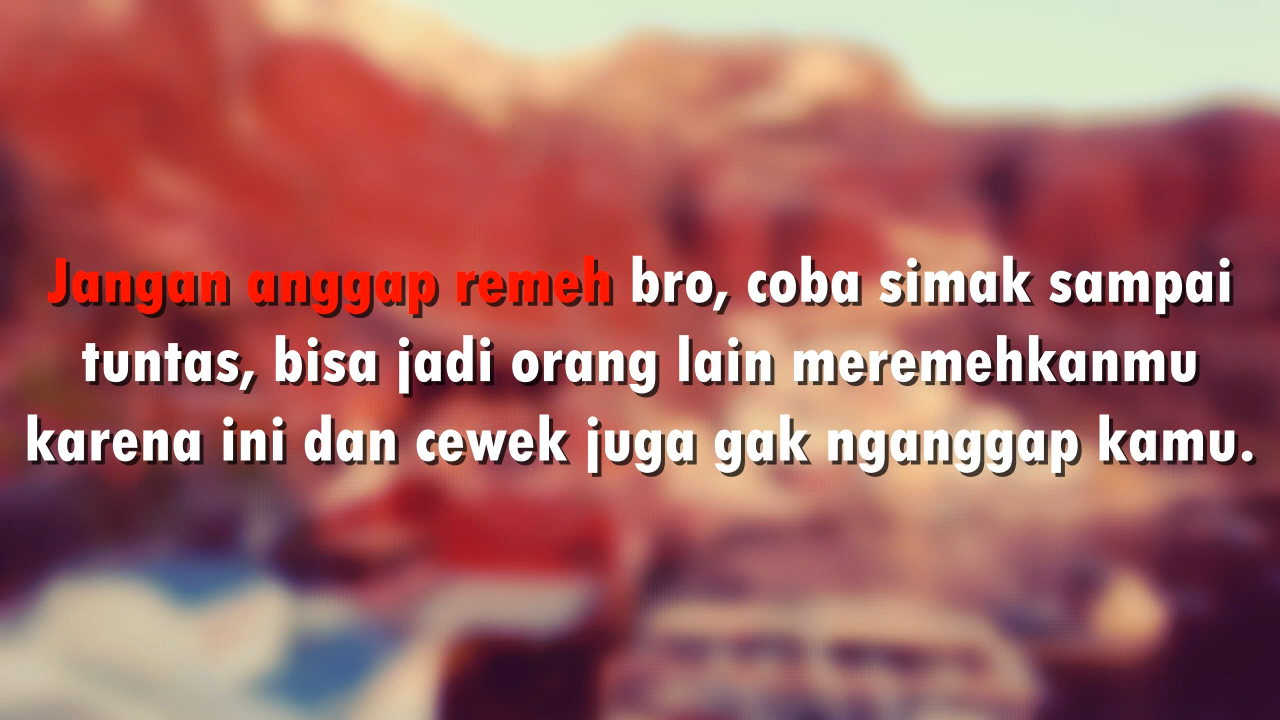 Jangan anggap remeh bro, coba simak sampai
tuntas, bisa jadi orang lain meremehkanmu
karena ini dan cewek juga gak nganggap kamu.